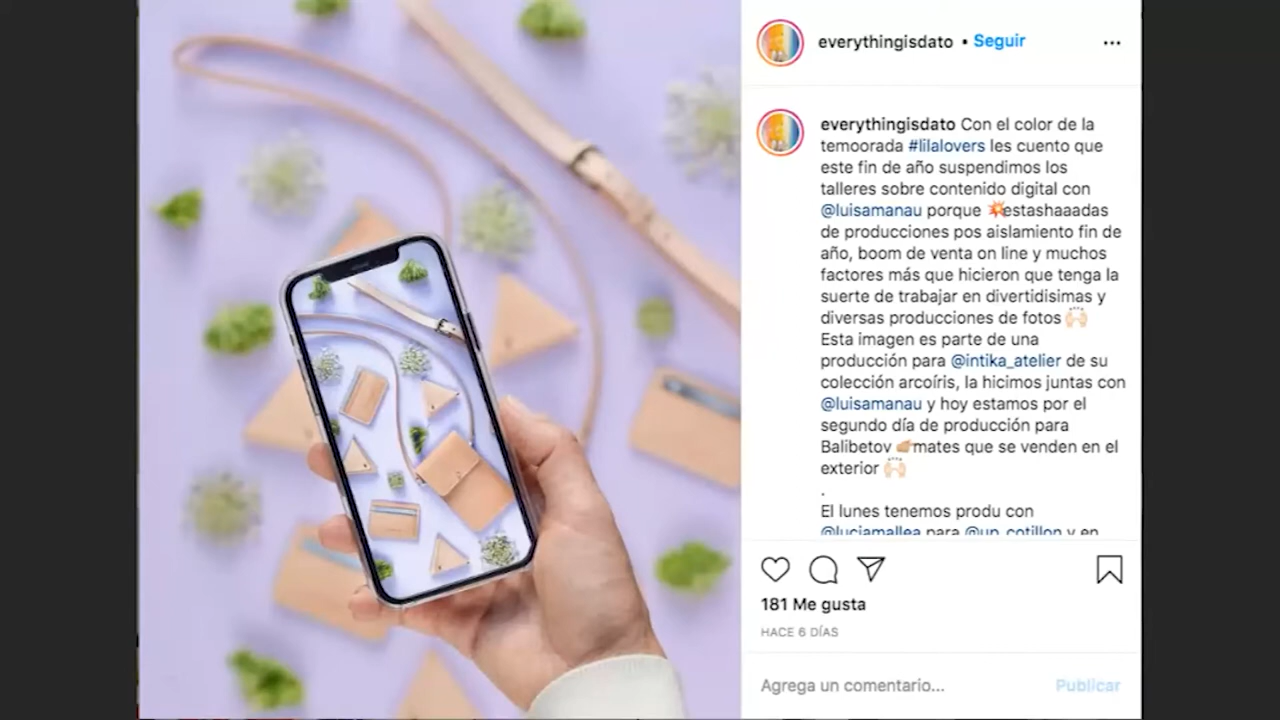 everythingisdato • Seguir
everythingisdato Con el color de la
temoorada #lilalovers les cuento que
este fin de año suspendimos los
talleres sobre contenido digital con
@luisamanau porque 💥estashaaadas
de producciones pos aislamiento fin de
año, boom de venta on line y muchos
factores más que hicieron que tenga la
suerte de trabajar en divertidisimas y
diversas producciones de fotos 🙌🏻
Esta imagen es parte de una
producción para @intika_atelier de su
colección arcoíris, la hicimos juntas con
@luisamanau y hoy estamos por el
segundo día de producción para
Balibetov 👉🏼mates que se venden en el
exterior 🙌🏻
.
El lunes tenemos produ con
@luciamallea para @un_cotillon y en
181 Me gusta
HACE 6 DÍAS
Agrega un comentario...
Publicar